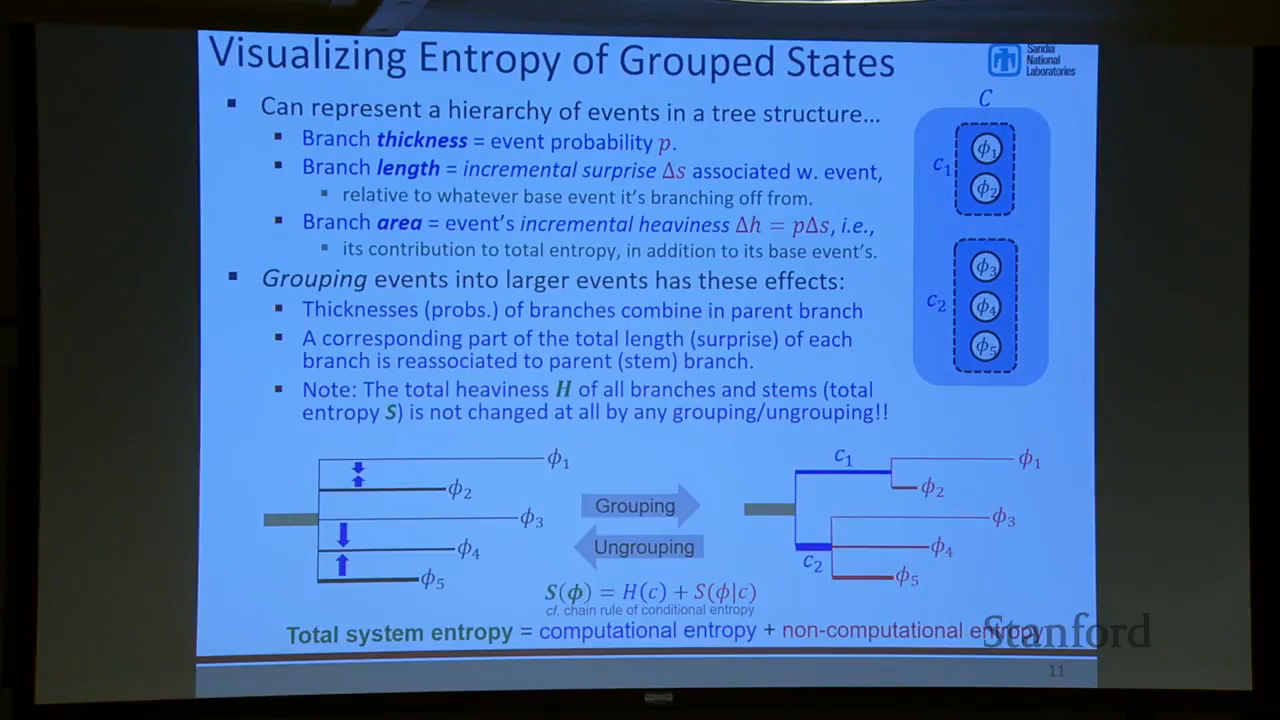 Visualizing Entropy of Grouped States
Sandia
National
Laboratories
▪ Can represent a hierarchy of events in a tree structure…
▪ Branch thickness = event probability p.
▪ Branch length = incremental surprise Δs associated w. event,
▪ relative to whatever base event it's branching off from.
▪ Branch area = event's incremental heaviness Δh = pΔs, i.e.,
▪ its contribution to total entropy, in addition to its base event's.
▪ Grouping events into larger events has these effects:
▪ Thicknesses (probs.) of branches combine in parent branch
▪ A corresponding part of the total length (surprise) of each
branch is reassociated to parent (stem) branch.
▪ Note: The total heaviness H of all branches and stems (total
entropy S) is not changed at all by any grouping/ungrouping!!
C
c₁
ϕ₁
ϕ₂
c₂
ϕ₃
ϕ₄
ϕ₅
ϕ₁
ϕ₂
ϕ₃
ϕ₄
ϕ₅
Grouping
Ungrouping
c₁
ϕ₁
ϕ₂
ϕ₃
c₂
ϕ₄
ϕ₅
S(ϕ) = H(c) + S(ϕ|c)
cf. chain rule of conditional entropy
Total system entropy = computational entropy + non-computational entropy
Stanford
11